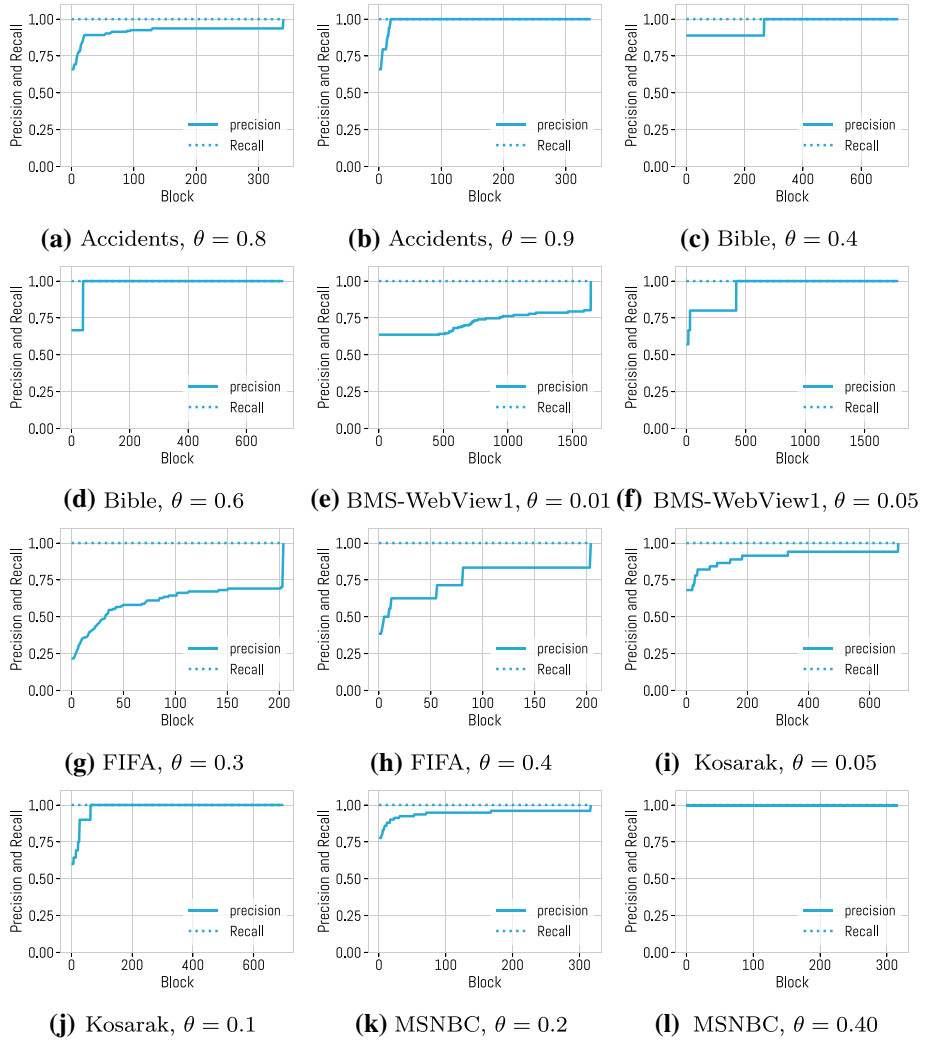 Precision and Recall
1.00
0.75
0.50
0.25
0.00
precision
Recall
0 100 200 300
Block
(a) Accidents, θ = 0.8
Precision and Recall
1.00
0.75
0.50
0.25
0.00
precision
Recall
0 100 200 300
Block
(b) Accidents, θ = 0.9
Precision and Recall
1.00
0.75
0.50
0.25
0.00
precision
Recall
0 200 400 600
Block
(c) Bible, θ = 0.4
Precision and Recall
1.00
0.75
0.50
0.25
0.00
precision
Recall
0 200 400 600
Block
(d) Bible, θ = 0.6
Precision and Recall
1.00
0.75
0.50
0.25
0.00
precision
Recall
0 500 1000 1500
Block
(e) BMS-WebView1, θ = 0.01
Precision and Recall
1.00
0.75
0.50
0.25
0.00
precision
Recall
0 500 1000 1500
Block
(f) BMS-WebView1, θ = 0.05
Precision and Recall
1.00
0.75
0.50
0.25
0.00
precision
Recall
0 50 100 150 200
Block
(g) FIFA, θ = 0.3
Precision and Recall
1.00
0.75
0.50
0.25
0.00
precision
Recall
0 50 100 150 200
Block
(h) FIFA, θ = 0.4
Precision and Recall
1.00
0.75
0.50
0.25
0.00
precision
Recall
0 200 400 600
Block
(i) Kosarak, θ = 0.05
Precision and Recall
1.00
0.75
0.50
0.25
0.00
precision
Recall
0 200 400 600
Block
(j) Kosarak, θ = 0.1
Precision and Recall
1.00
0.75
0.50
0.25
0.00
precision
Recall
0 100 200 300
Block
(k) MSNBC, θ = 0.2
Precision and Recall
1.00
0.75
0.50
0.25
0.00
precision
Recall
0 100 200 300
Block
(l) MSNBC, θ = 0.40